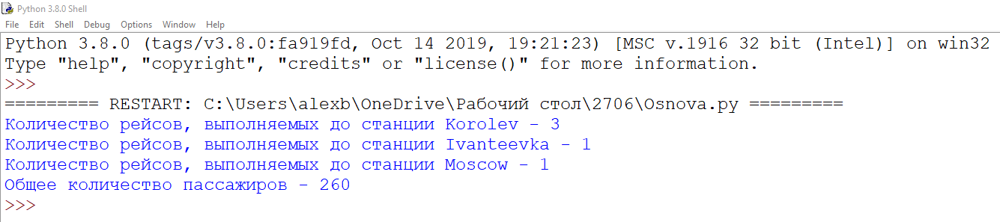 Python 3.8.0 Shell
File Edit Shell Debug Options Window Help
Python 3.8.0 (tags/v3.8.0:fa919fd, Oct 14 2019, 19:21:23) [MSC v.1916 32 bit (Intel)] on win32
Type "help", "copyright", "credits" or "license()" for more information.
>>>
========= RESTART: C:\Users\alexb\OneDrive\Рабочий стол\2706\Osnova.py =========
Количество рейсов, выполняемых до станции Korolev - 3
Количество рейсов, выполняемых до станции Ivanteevka - 1
Количество рейсов, выполняемых до станции Moscow - 1
Общее количество пассажиров - 260
>>>